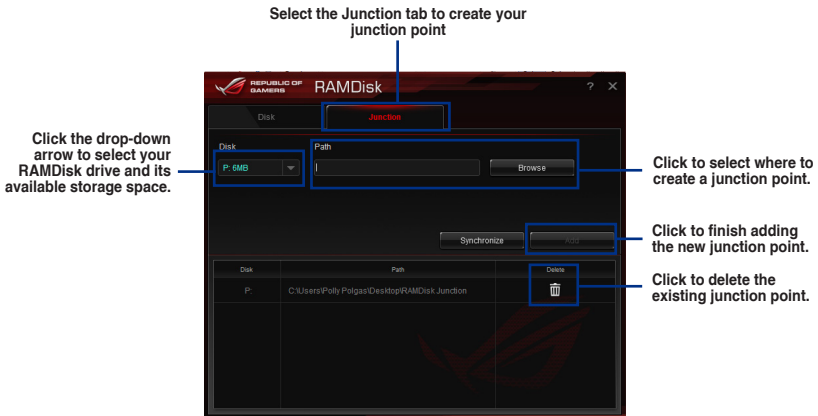 Select the Junction tab to create your
junction point
REPUBLIC OF
GAMERS
RAMDisk
? ×
Disk
Junction
Click the drop-down
arrow to select your
RAMDisk drive and its
available storage space.
Disk
Path
P: 6MB
Browse
Click to select where to
create a junction point.
Synchronize
Add
Click to finish adding
the new junction point.
Disk
Path
Delete
P:
C:\Users\Polly Polgas\Desktop\RAMDisk Junction
Click to delete the
existing junction point.